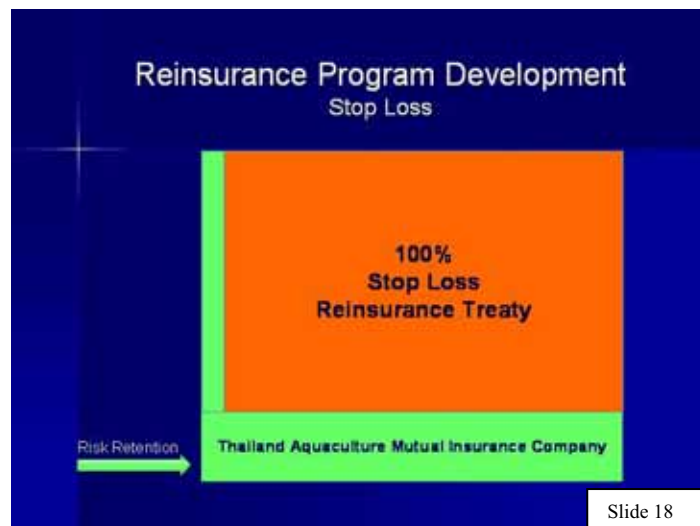 Reinsurance Program Development
Stop Loss
100%
Stop Loss
Reinsurance Treaty
Risk Retention
Thailand Aquaculture Mutual Insurance Company
Slide 18